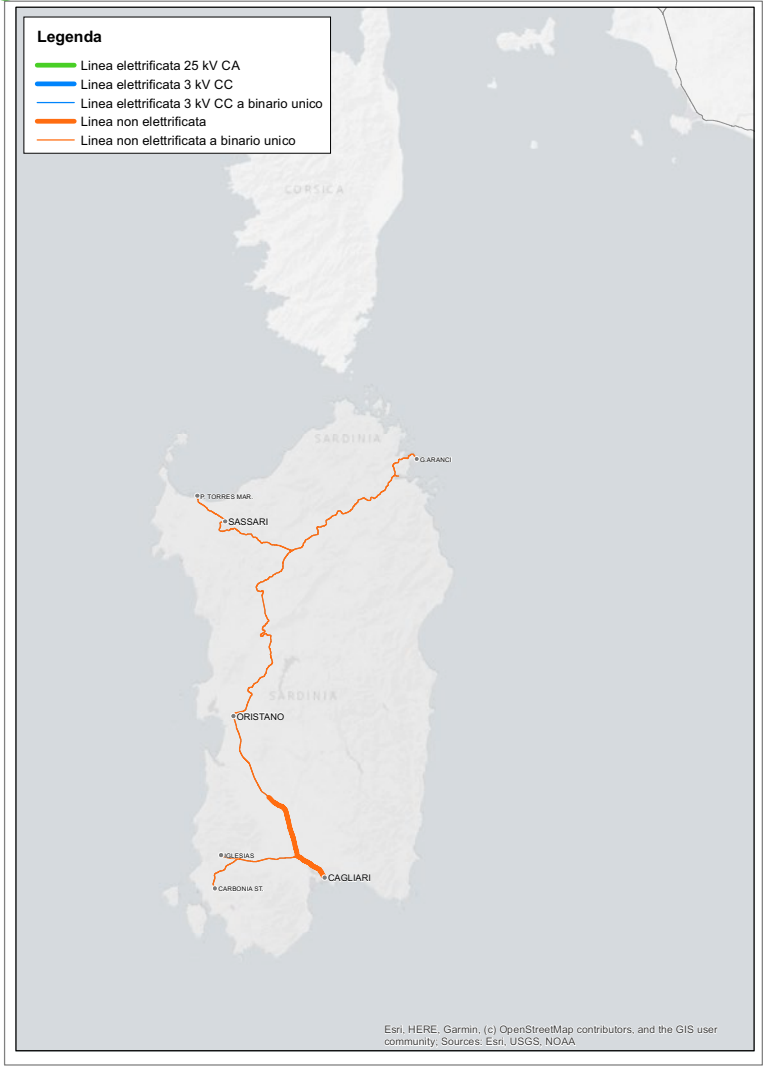 Legenda
Linea elettrificata 25 kV CA
Linea elettrificata 3 kV CC
Linea elettrificata 3 kV CC a binario unico
Linea non elettrificata
Linea non elettrificata a binario unico
CORSICA
SARDINIA
G.ARANCI
P. TORRES MAR.
SASSARI
SARDINIA
ORISTANO
IGLESIAS
CAGLIARI
CARBONIA ST.
Esri, HERE, Garmin, (c) OpenStreetMap contributors, and the GIS user
community; Sources: Esri, USGS, NOAA